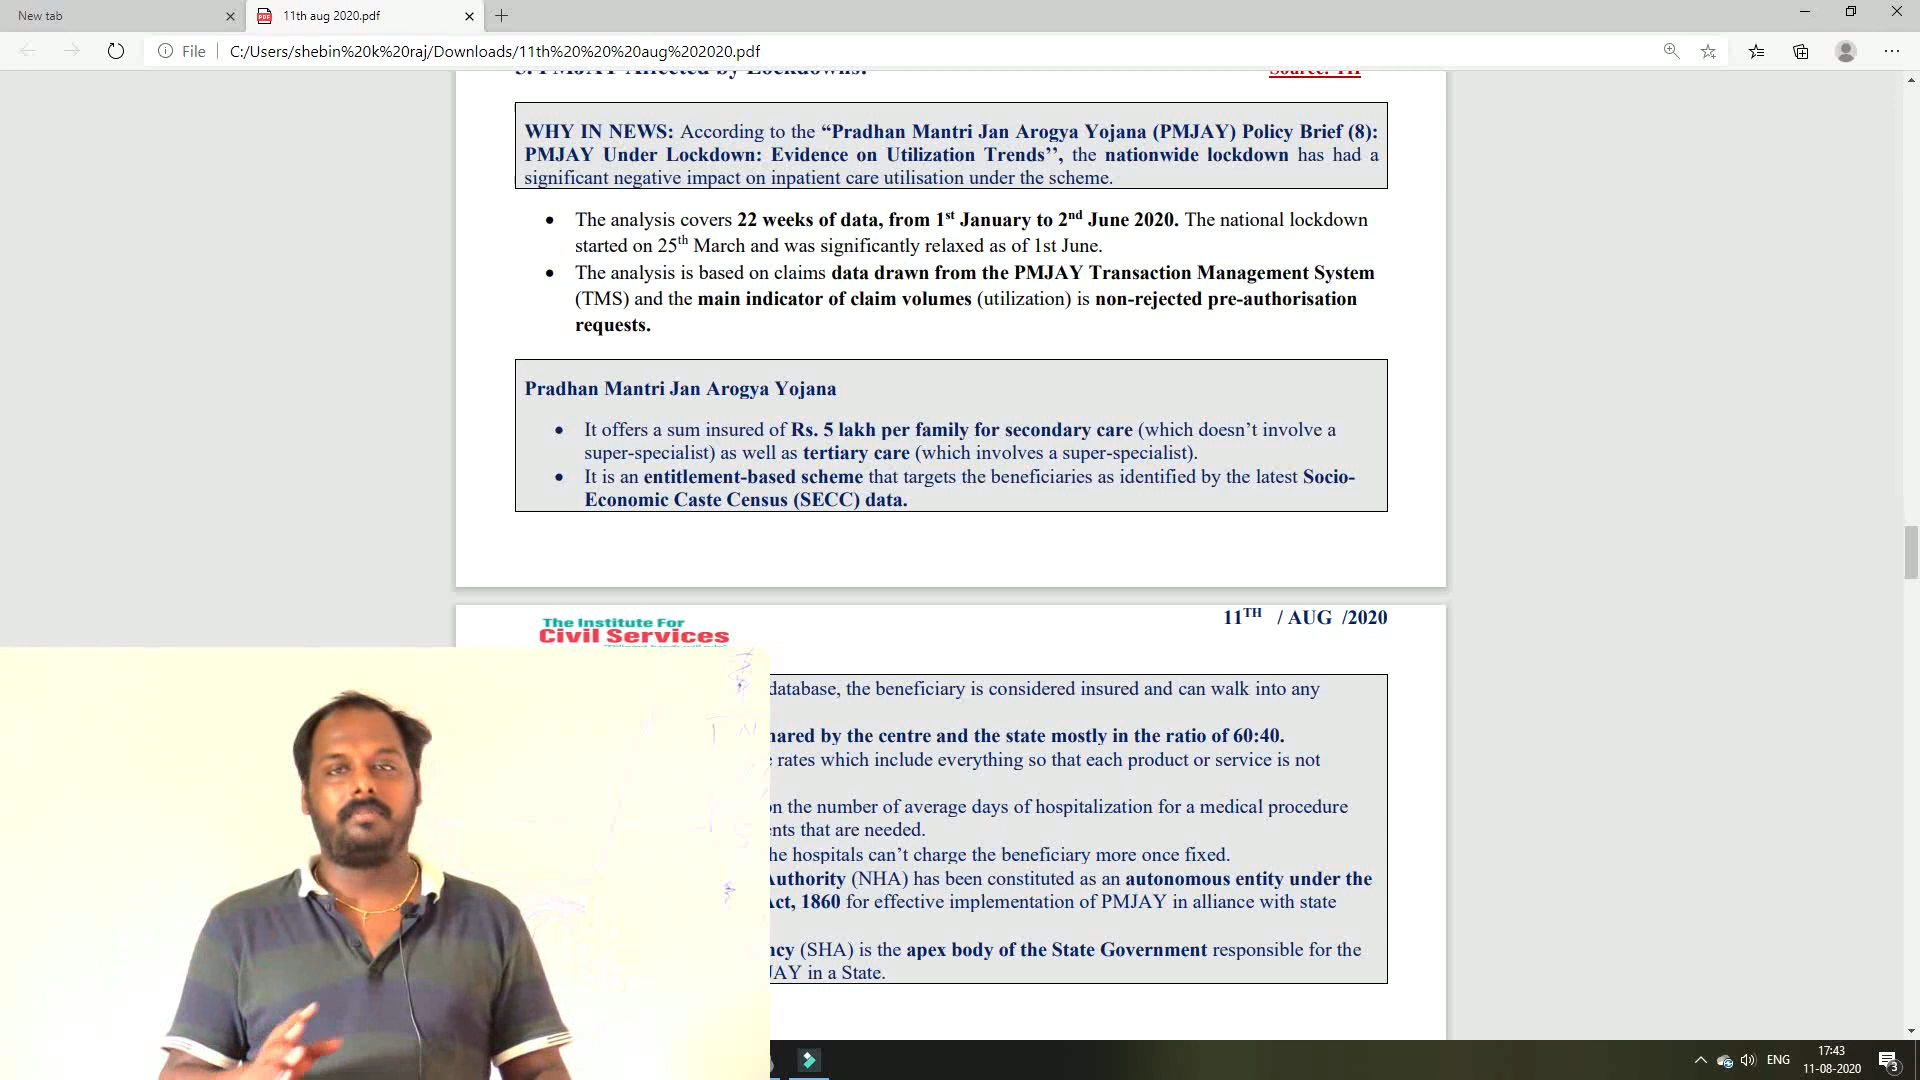 New tab
11th aug 2020.pdf
File
C:/Users/shebin%20k%20raj/Downloads/11th%20%20%20aug%202020.pdf
PMJAY Affected by Lockdowns:
Source: TH
WHY IN NEWS: According to the “Pradhan Mantri Jan Arogya Yojana (PMJAY) Policy Brief (8):
PMJAY Under Lockdown: Evidence on Utilization Trends’’, the nationwide lockdown has had a
significant negative impact on inpatient care utilisation under the scheme.
• The analysis covers 22 weeks of data, from 1st January to 2nd June 2020. The national lockdown
started on 25th March and was significantly relaxed as of 1st June.
• The analysis is based on claims data drawn from the PMJAY Transaction Management System
(TMS) and the main indicator of claim volumes (utilization) is non-rejected pre-authorisation
requests.
Pradhan Mantri Jan Arogya Yojana
• It offers a sum insured of Rs. 5 lakh per family for secondary care (which doesn’t involve a
super-specialist) as well as tertiary care (which involves a super-specialist).
• It is an entitlement-based scheme that targets the beneficiaries as identified by the latest Socio-
Economic Caste Census (SECC) data.
The Institute For
Civil Services
11TH / AUG /2020
database, the beneficiary is considered insured and can walk into any
hared by the centre and the state mostly in the ratio of 60:40.
rates which include everything so that each product or service is not
on the number of average days of hospitalization for a medical procedure
ents that are needed.
he hospitals can’t charge the beneficiary more once fixed.
Authority (NHA) has been constituted as an autonomous entity under the
Act, 1860 for effective implementation of PMJAY in alliance with state
ncy (SHA) is the apex body of the State Government responsible for the
JAY in a State.
ENG
17:43
11-08-2020
3